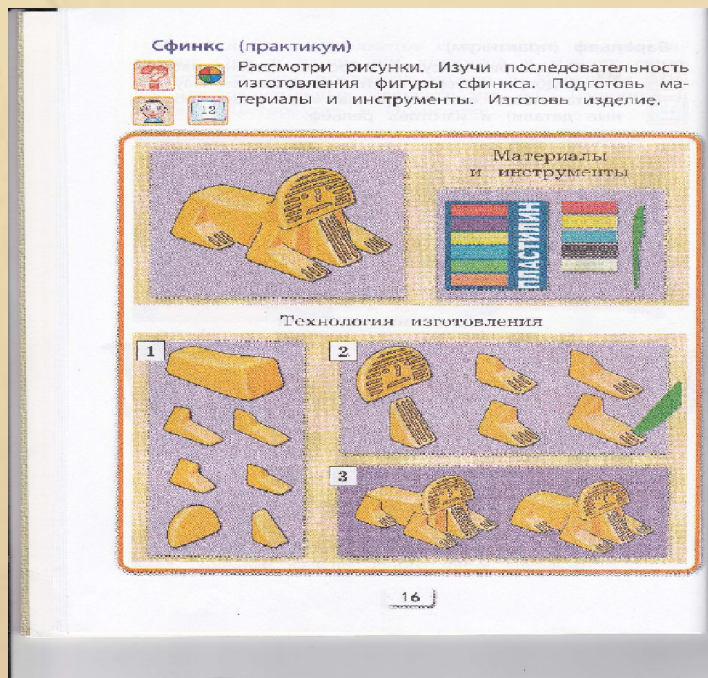 Сфинкс (практикум)
Рассмотри рисунки. Изучи последовательность
изготовления фигуры сфинкса. Подготовь ма-
териалы и инструменты. Изготовь изделие.
?
12
Материалы
и инструменты
ПЛАСТИЛИН
Технология изготовления
1
2
3
16